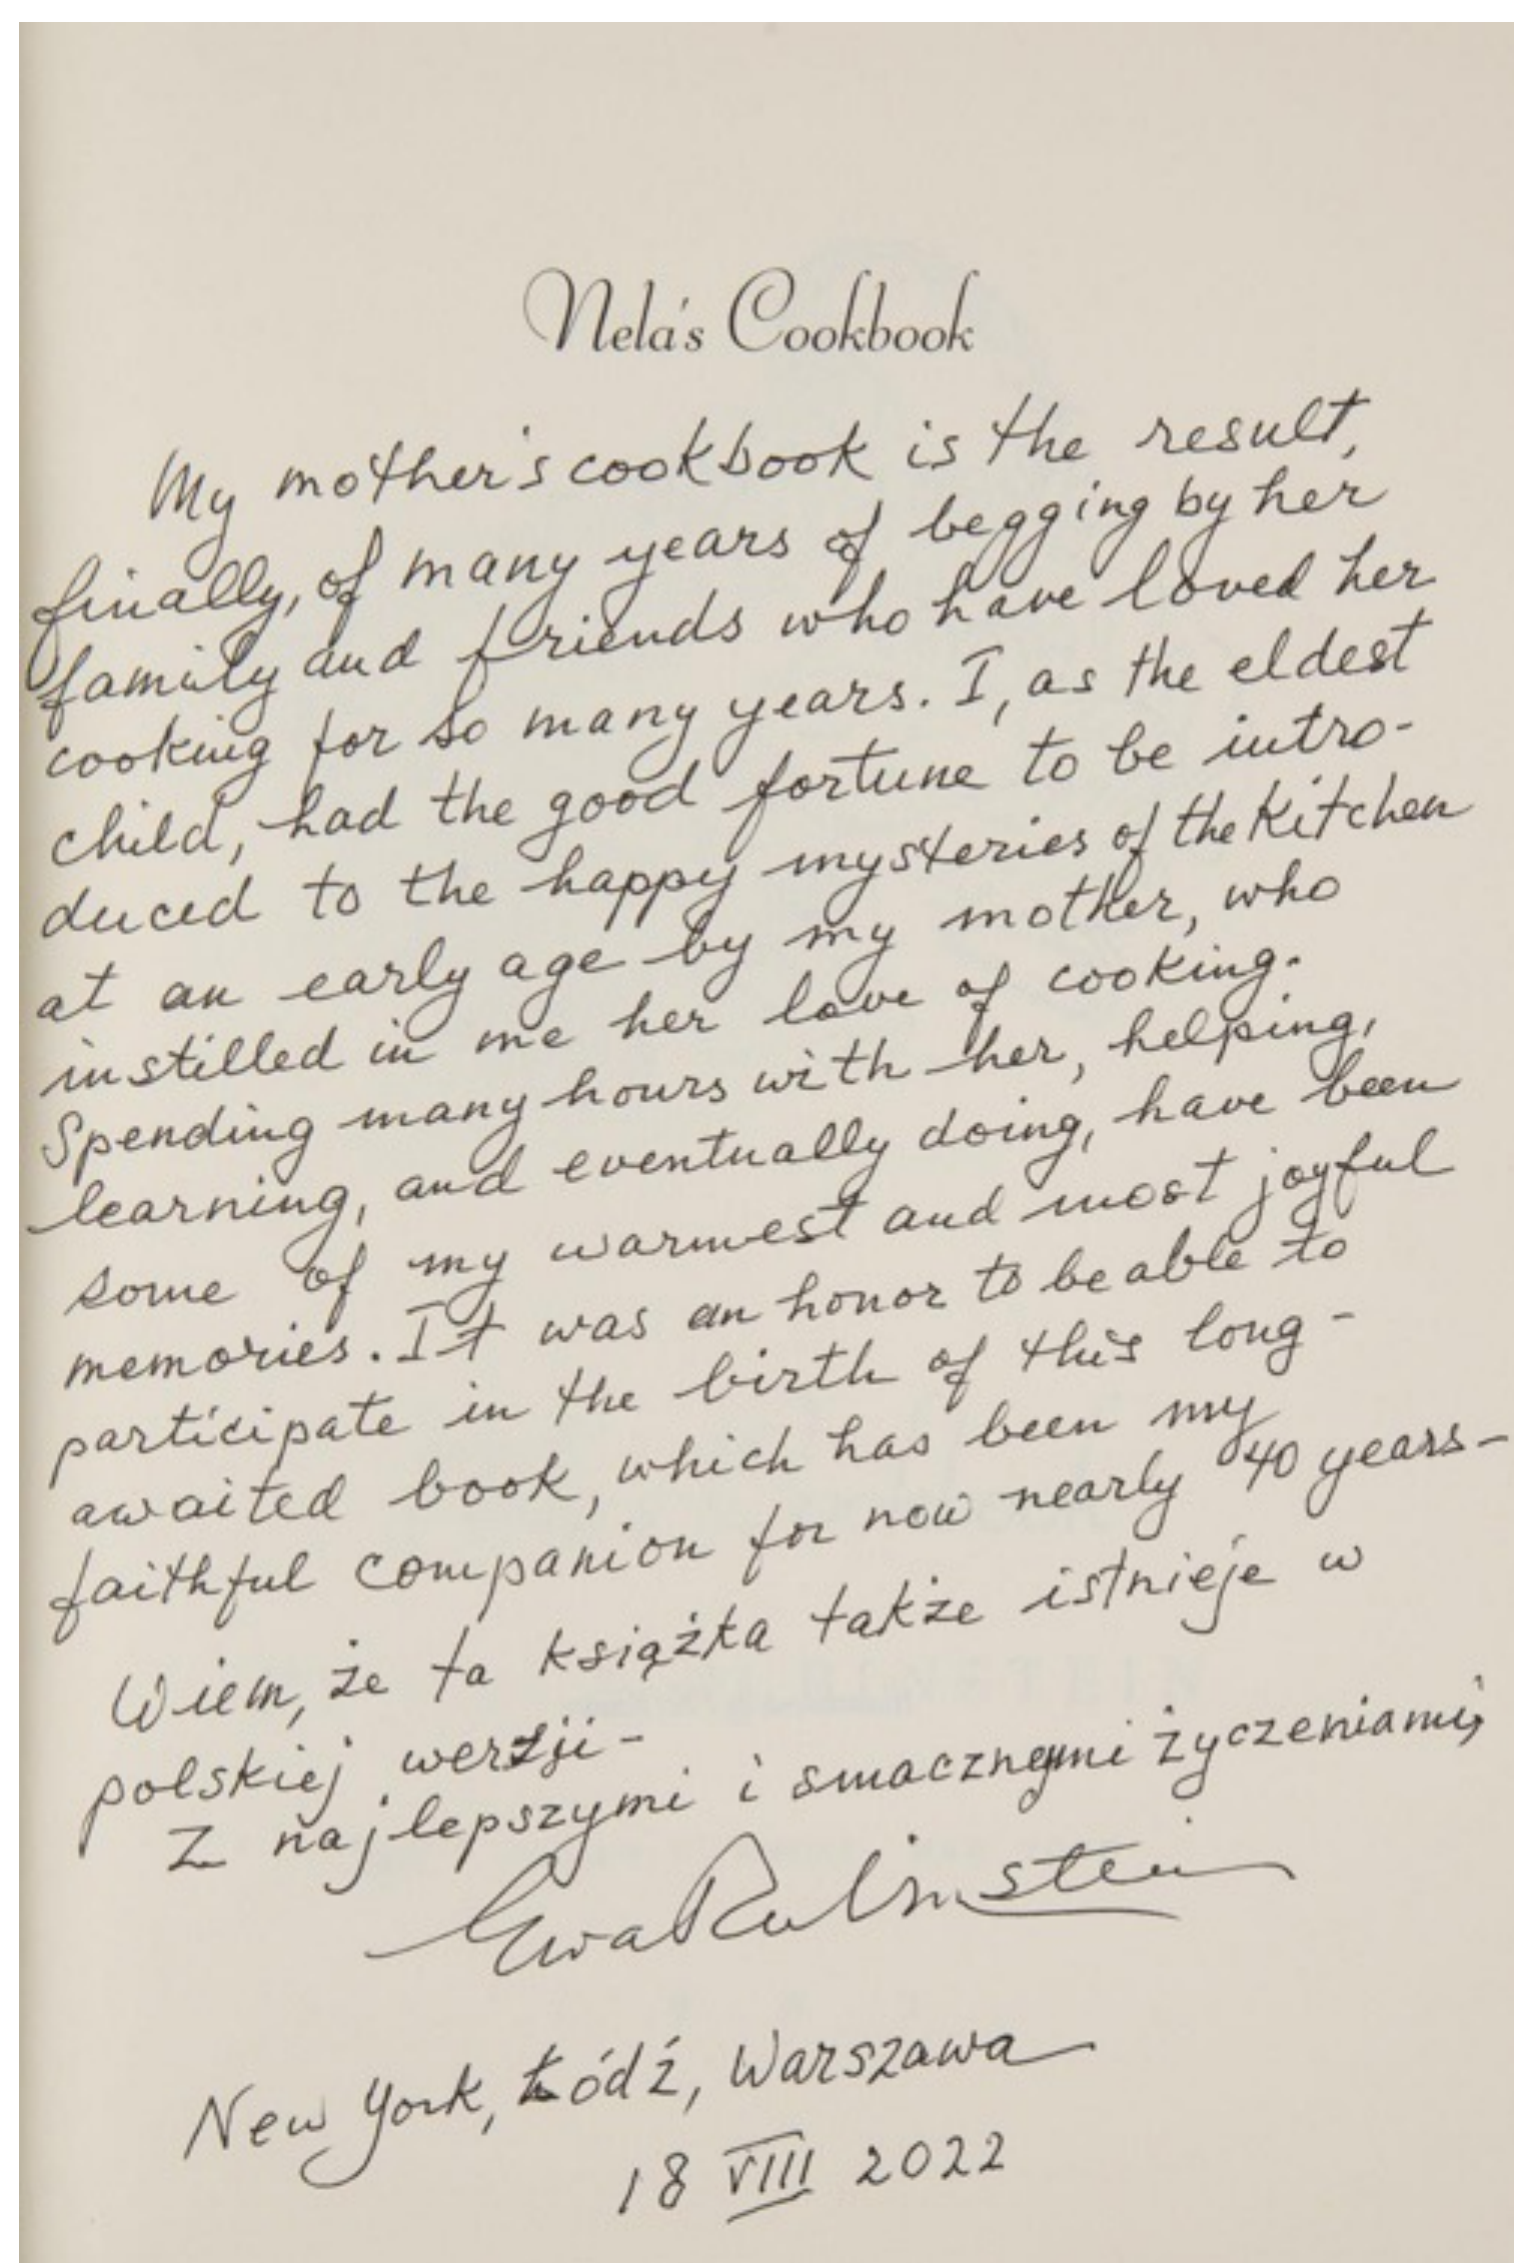 Nela's Cookbook
My mother's cookbook is the result,
finally, of many years of begging by her
family and friends who have loved her
cooking for so many years. I, as the eldest
child, had the good fortune to be intro-
duced to the happy mysteries of the kitchen
at an early age by my mother, who
instilled in me her love of cooking.
Spending many hours with her, helping,
learning, and eventually doing, have been
some of my warmest and most joyful
memories. It was an honor to be able to
participate in the birth of this long-
awaited book, which has been my
faithful companion for now nearly 40 years-
Wiem, że ta książka także istnieje w
polskiej wersji-
Z najlepszymi i smacznymi życzeniami,
Ewa Rubinstein
New York, Łódź, Warszawa
18 VIII 2022